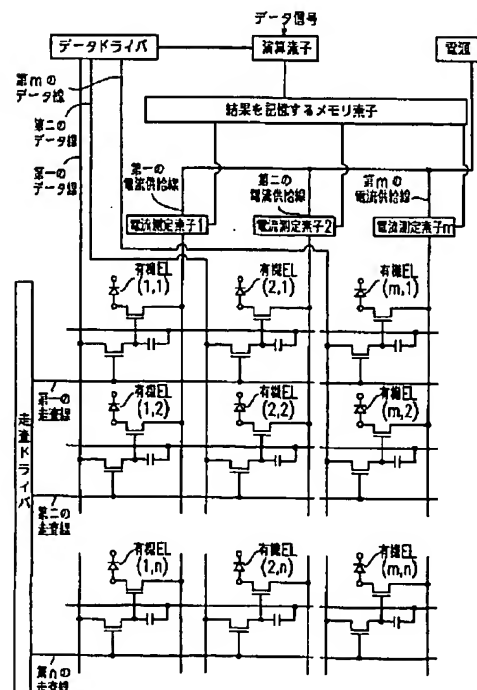 データ信号
データドライバ
演算素子
電源
第mの
データ線
第二の
データ線
第一の
データ線
結果を記憶するメモリ素子
第一の
電流供給線
第二の
電流供給線
第mの
電流供給線
電流測定素子1
電流測定素子2
電流測定素子m
有機EL
(1,1)
有機EL
(2,1)
有機EL
(m,1)
第一の
走査線
有機EL
(1,2)
有機EL
(2,2)
有機EL
(m,2)
走査ドライバ
第二の
走査線
有機EL
(1,n)
有機EL
(2,n)
有機EL
(m,n)
第nの
走査線